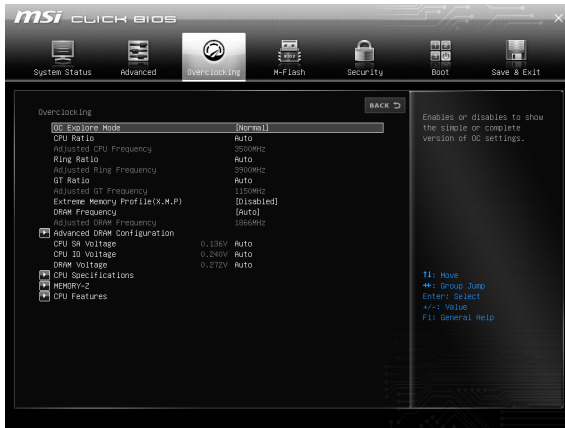 msi CLICK BIOS
System Status Advanced Overclocking M-Flash Security Boot Save & Exit
BACK
Overclocking
OC Explore Mode [Normal]
CPU Ratio Auto
Adjusted CPU Frequency 3500MHz
Ring Ratio Auto
Adjusted Ring Frequency 3900MHz
GT Ratio Auto
Adjusted GT Frequency 1150MHz
Extreme Memory Profile(X.M.P) [Disabled]
DRAM Frequency [Auto]
Adjusted DRAM Frequency 1866MHz
Advanced DRAM Configuration
CPU SA Voltage 0.136V Auto
CPU IO Voltage 0.240V Auto
DRAM Voltage 0.272V Auto
CPU Specifications
MEMORY-Z
CPU Features
Enables or disables to show
the simple or complete
version of OC settings.
↑↓: Move
↔: Group Jump
Enter: Select
+/-: Value
F1: General Help